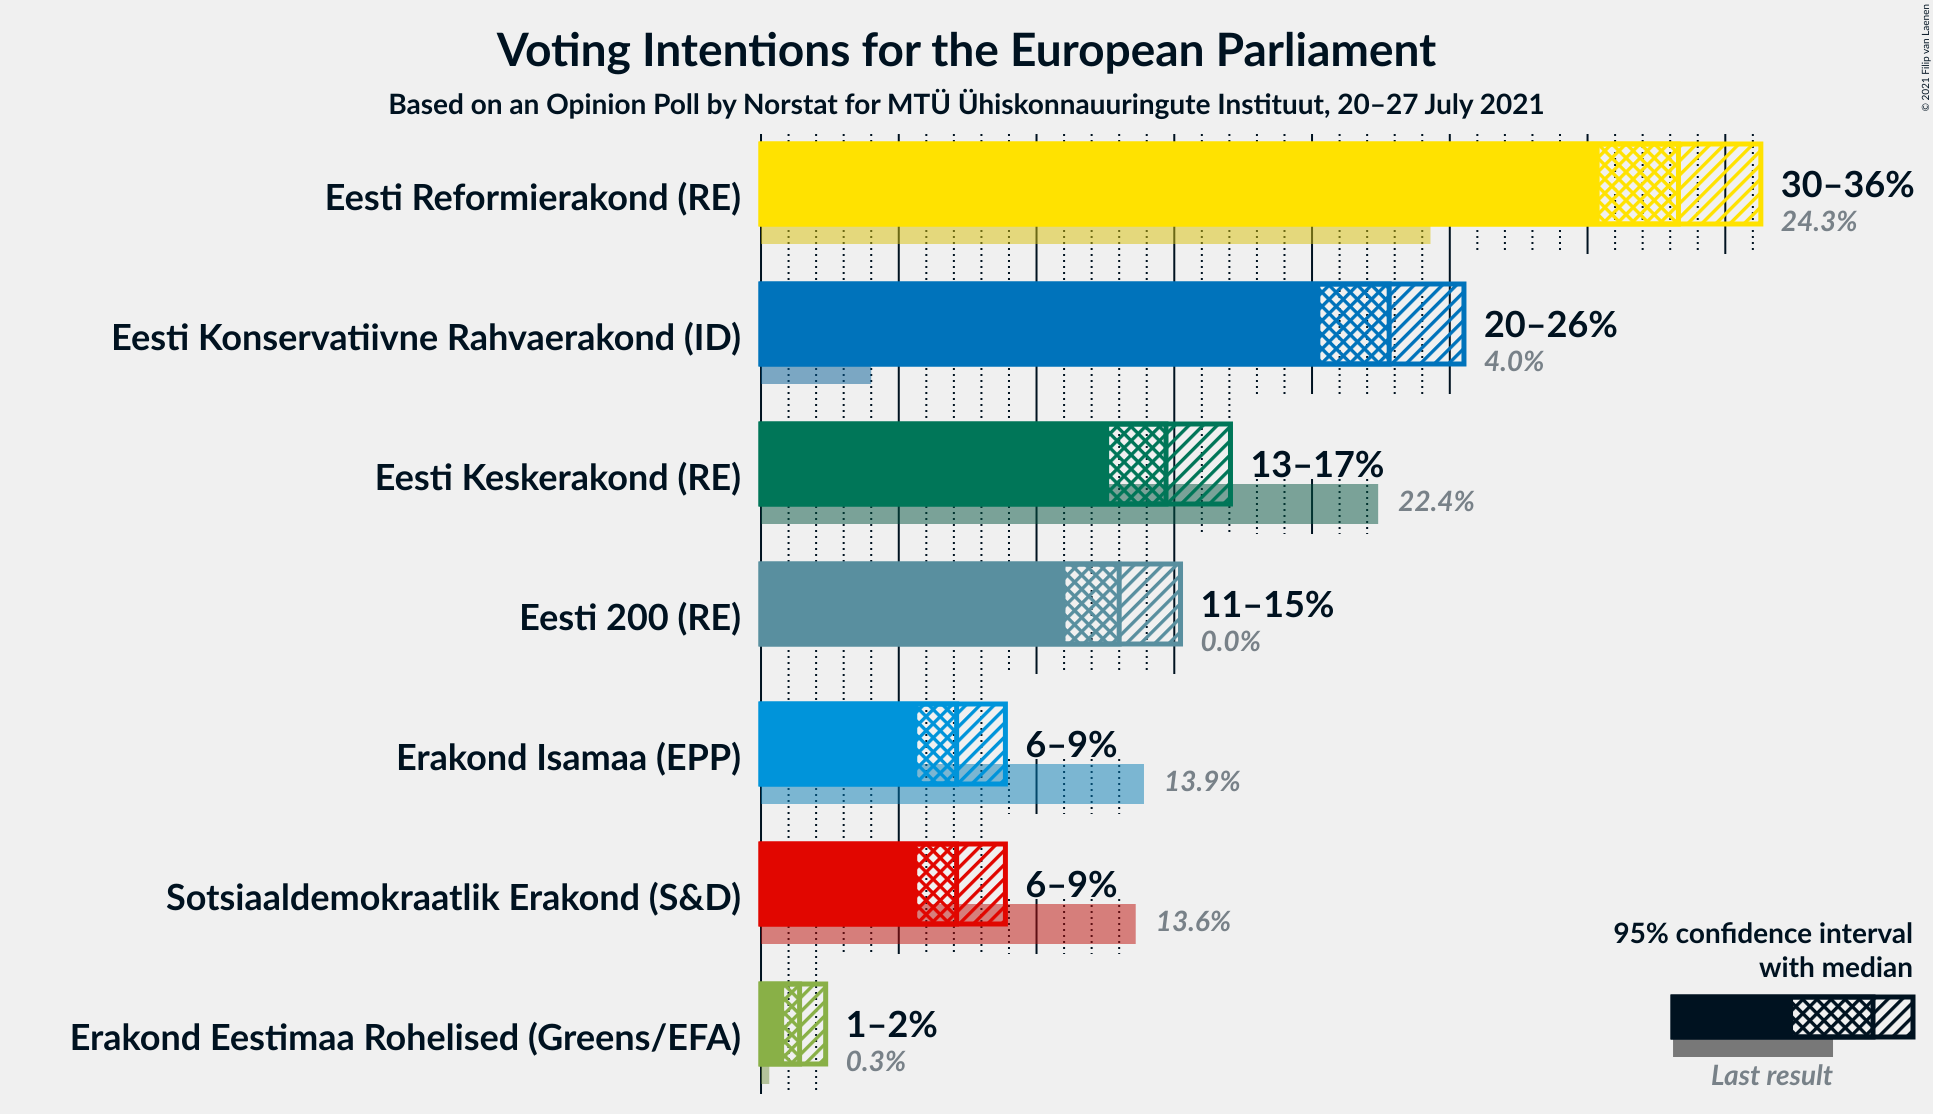 Voting Intentions for the European Parliament
Based on an Opinion Poll by Norstat for MTÜ Ühiskonnauuringute Instituut, 20–27 July 2021
© 2021 Filip van Laenen
Eesti Reformierakond (RE)
30–36%
24.3%
Eesti Konservatiivne Rahvaerakond (ID)
20–26%
4.0%
Eesti Keskerakond (RE)
13–17%
22.4%
Eesti 200 (RE)
11–15%
0.0%
Erakond Isamaa (EPP)
6–9%
13.9%
Sotsiaaldemokraatlik Erakond (S&D)
6–9%
13.6%
Erakond Eestimaa Rohelised (Greens/EFA)
1–2%
0.3%
95% confidence interval
with median
Last result